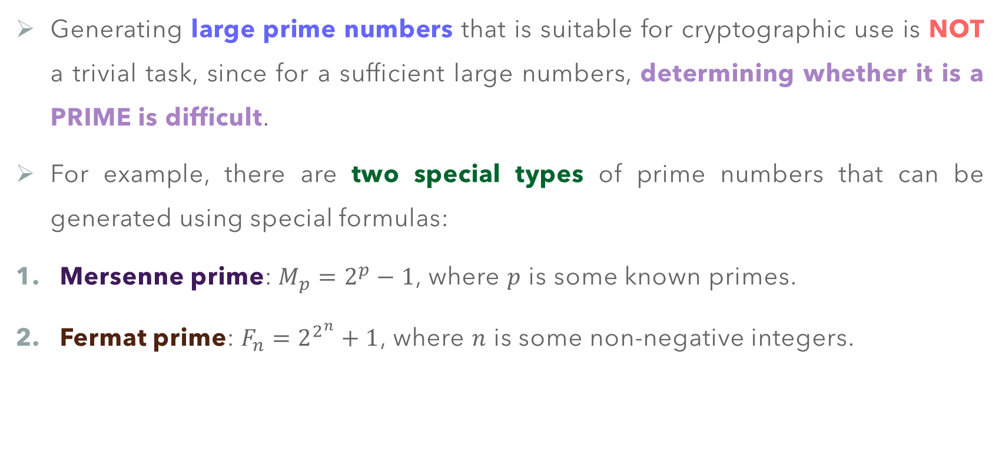 ➢ Generating large prime numbers that is suitable for cryptographic use is NOT
a trivial task, since for a sufficient large numbers, determining whether it is a
PRIME is difficult.
➢ For example, there are two special types of prime numbers that can be
generated using special formulas:
1. Mersenne prime: $M_p = 2^p - 1$, where $p$ is some known primes.
2. Fermat prime: $F_n = 2^{2^n} + 1$, where $n$ is some non-negative integers.